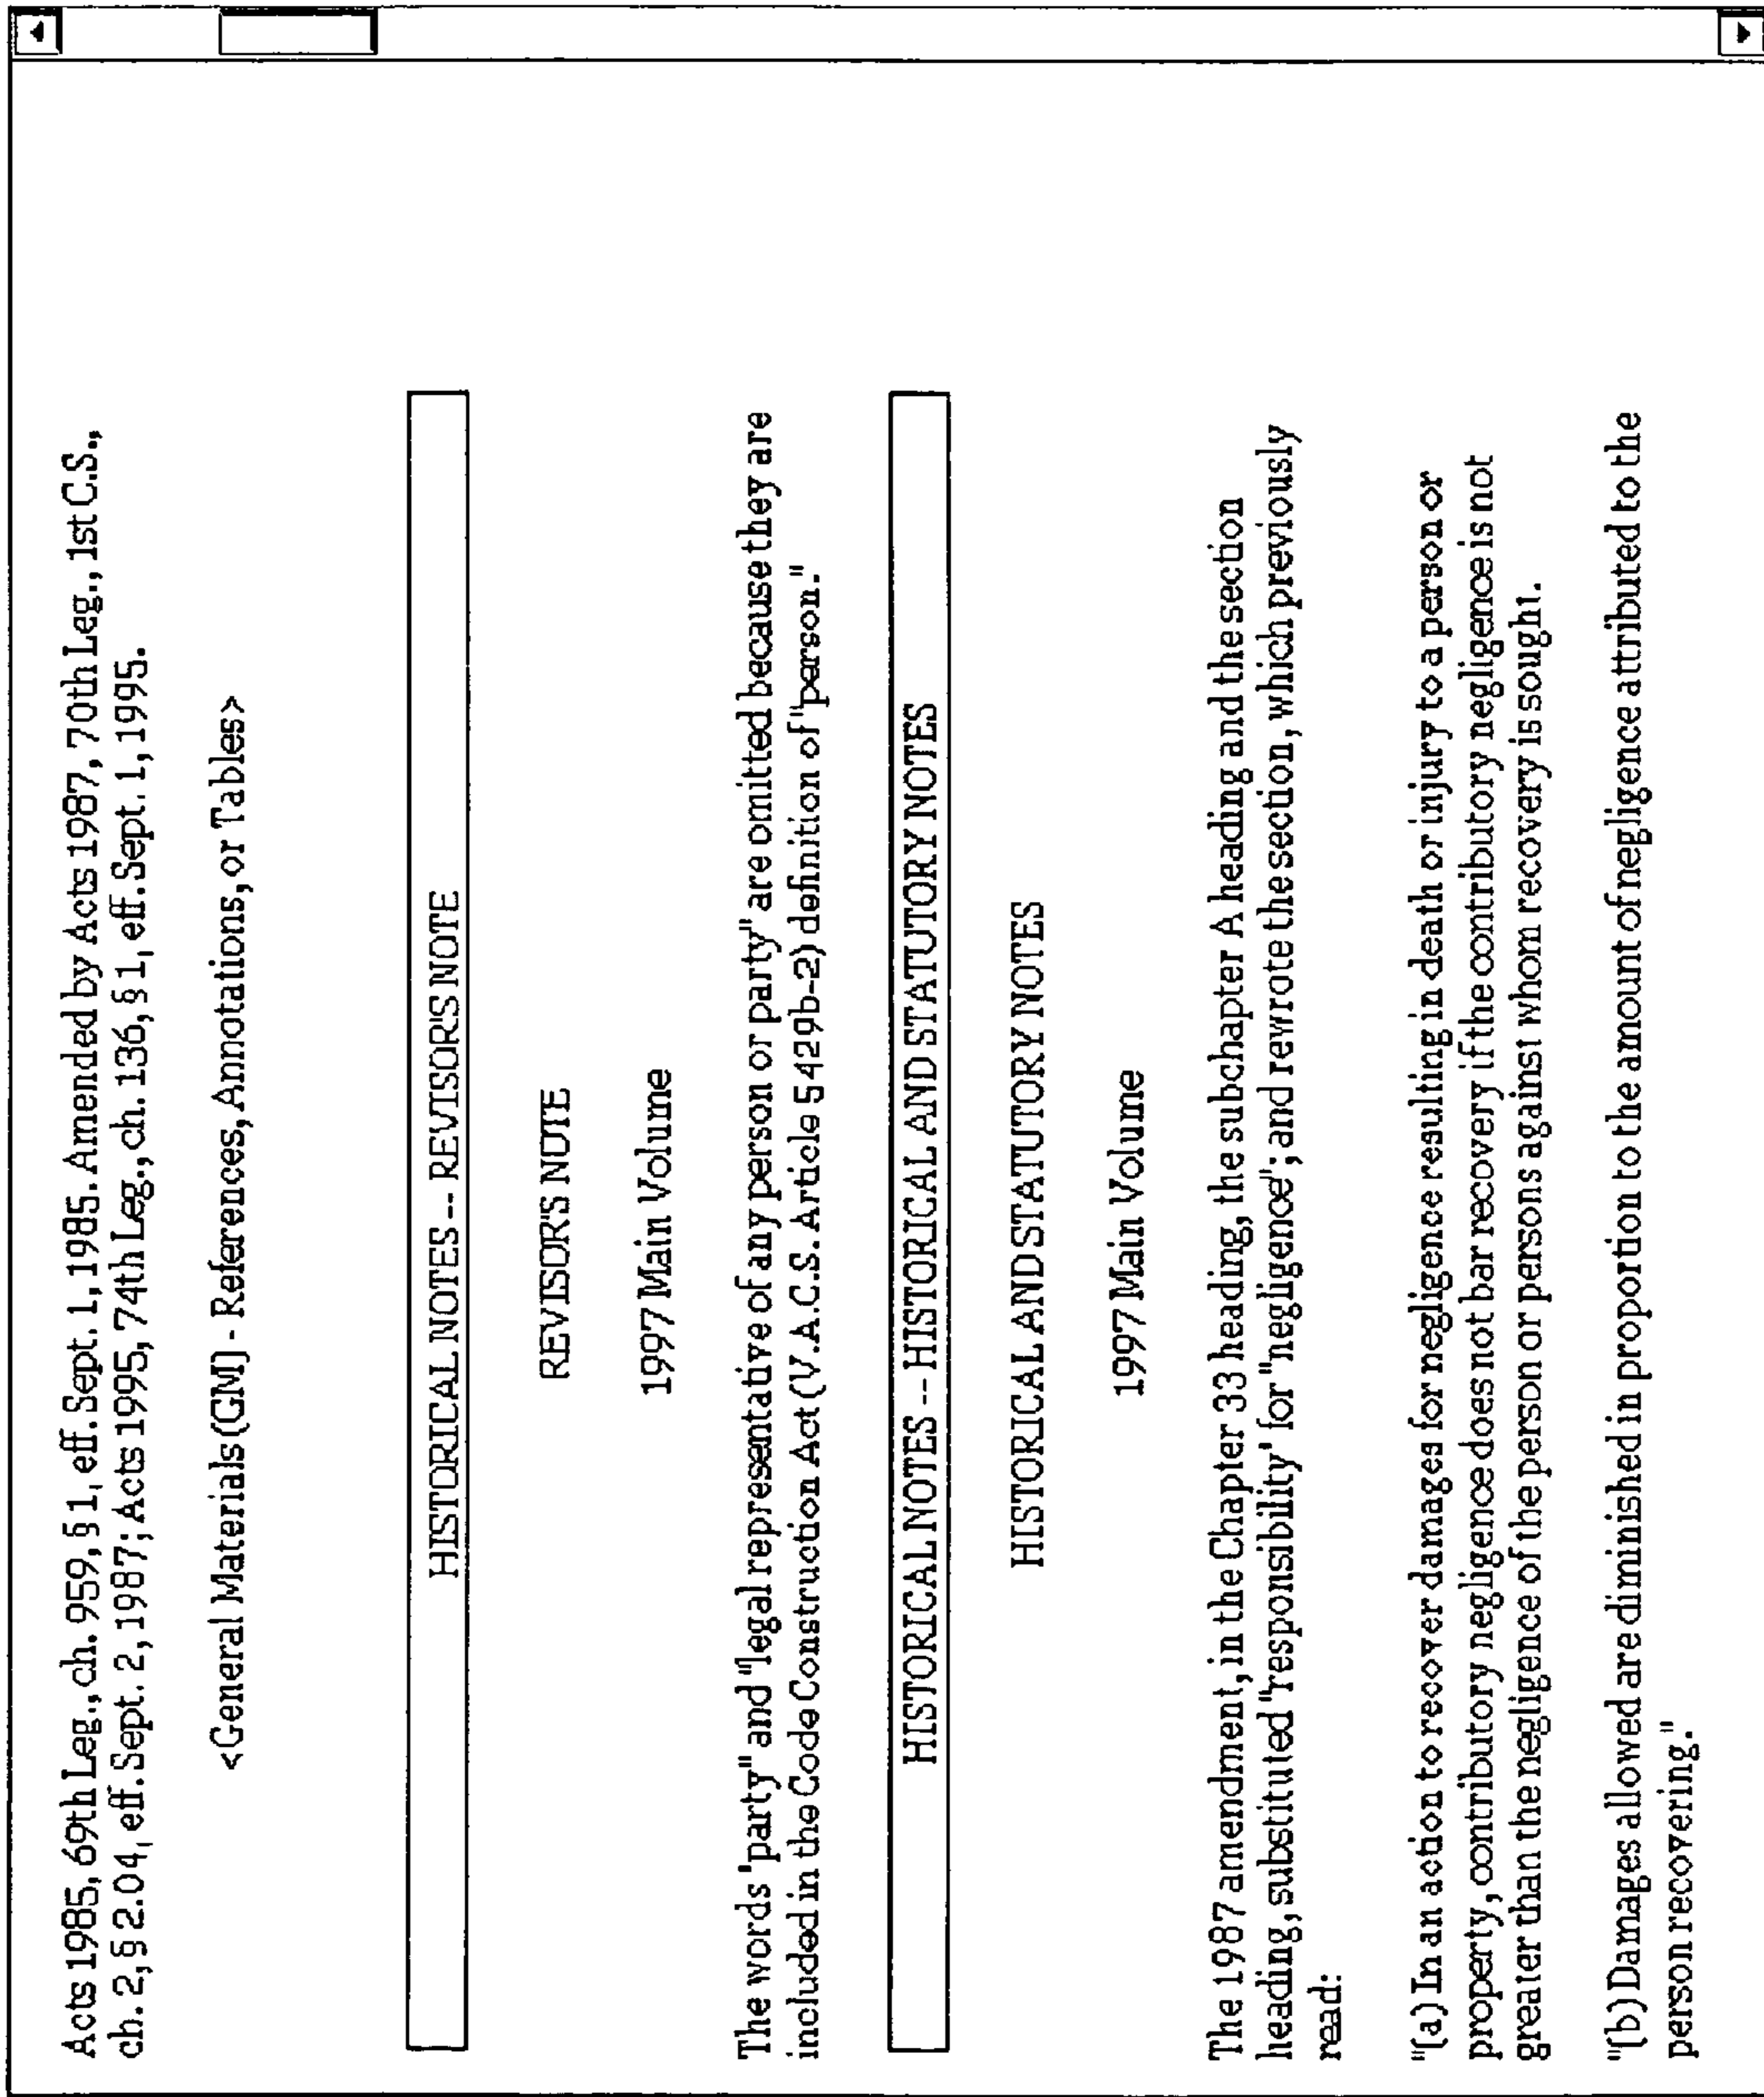 Acts 1985, 69th Leg., ch. 959, § 1, eff. Sept. 1, 1985. Amended by Acts 1987, 70th Leg., 1st C.S.,
ch. 2, § 2.04, eff. Sept. 2, 1987; Acts 1995, 74th Leg., ch. 136, § 1, eff. Sept. 1, 1995.
<General Materials (GM) - References, Annotations, or Tables>
HISTORICAL NOTES -- REVISOR'S NOTE
REVISOR'S NOTE
1997 Main Volume
The words "party" and "legal representative of any person or party" are omitted because they are
included in the Code Construction Act (V.A.C.S. Article 5429b-2) definition of "person."
HISTORICAL NOTES -- HISTORICAL AND STATUTORY NOTES
HISTORICAL AND STATUTORY NOTES
1997 Main Volume
The 1987 amendment, in the Chapter 33 heading, the subchapter A heading and the section
heading, substituted "responsibility" for "negligence"; and rewrote the section, which previously
read:
"(a) In an action to recover damages for negligence resulting in death or injury to a person or
property, contributory negligence does not bar recovery if the contributory negligence is not
greater than the negligence of the person or persons against whom recovery is sought.
"(b) Damages allowed are diminished in proportion to the amount of negligence attributed to the
person recovering."